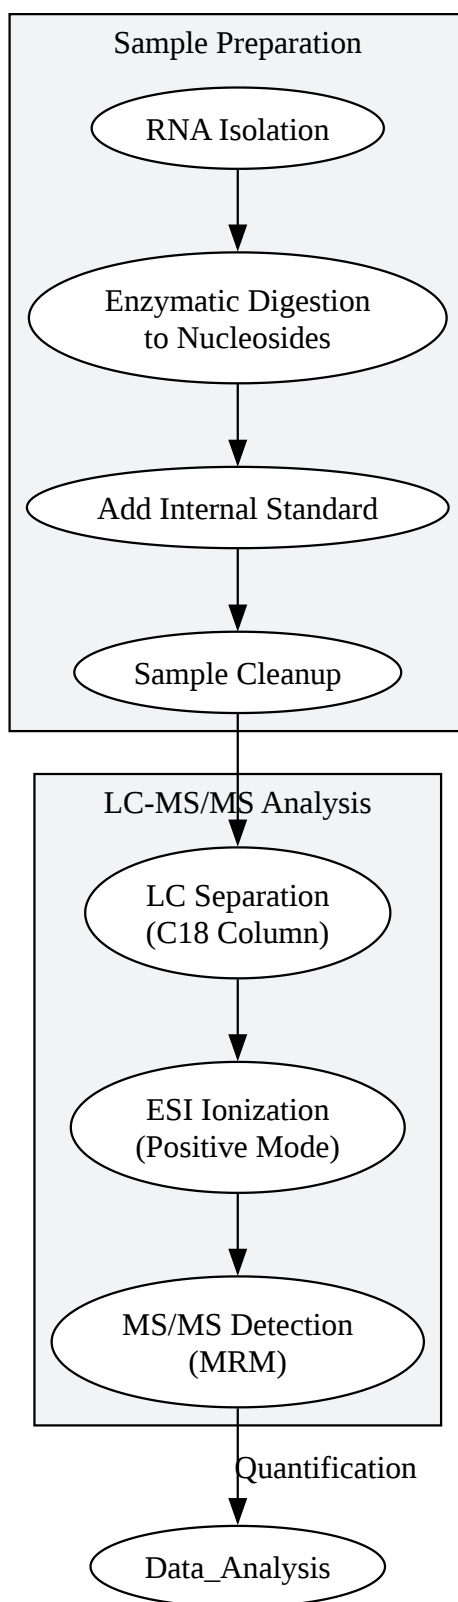 Sample Preparation
RNA Isolation
Enzymatic Digestion
to Nucleosides
Add Internal Standard
Sample Cleanup
LC-MS/MS Analysis
LC Separation
(C18 Column)
ESI Ionization
(Positive Mode)
MS/MS Detection
(MRM)
Quantification
Data_Analysis